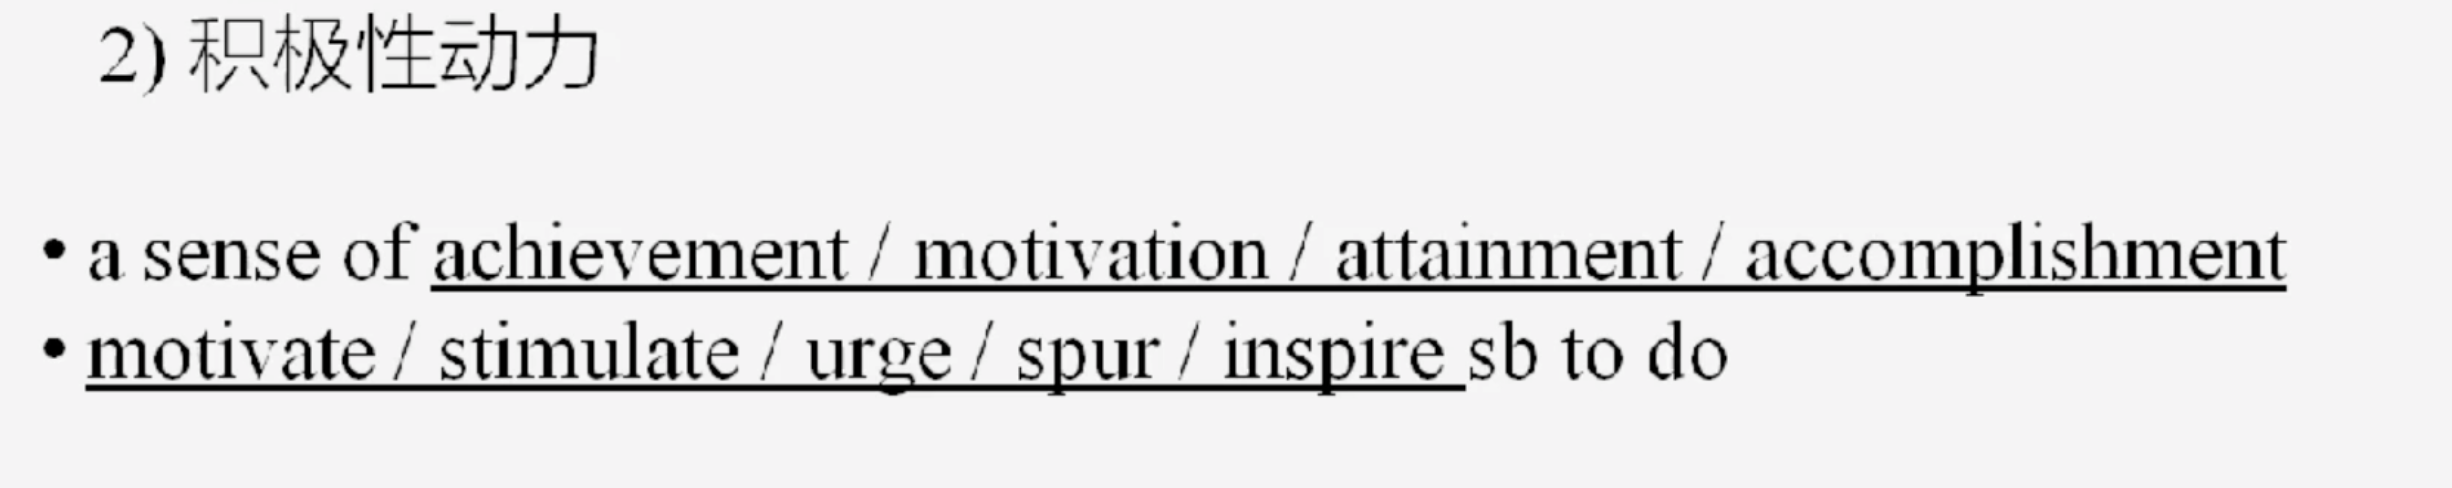 2) 积极性动力
• a sense of achievement / motivation / attainment / accomplishment
• motivate / stimulate / urge / spur / inspire sb to do